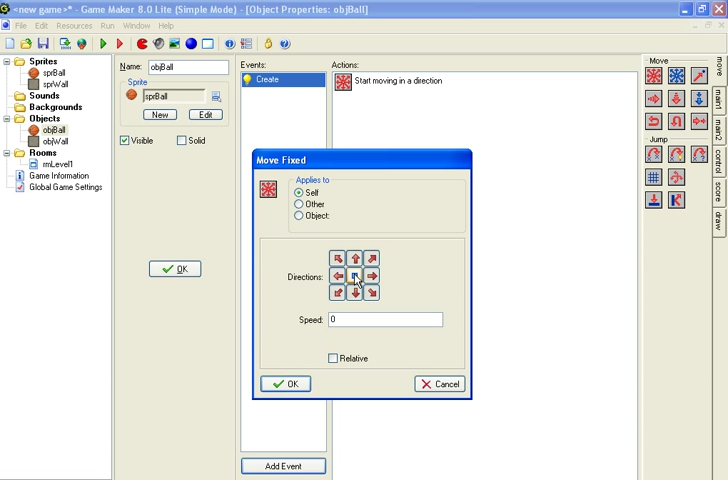 <new game>* - Game Maker 8.0 Lite (Simple Mode) - [Object Properties: objBall]
File Edit Resources Run Window Help
Sprites
sprBall
sprWall
Sounds
Backgrounds
Objects
objBall
objWall
Rooms
rmLevel1
Game Information
Global Game Settings
Name: objBall
Sprite
sprBall
New Edit
Visible Solid
OK
Events:
Create
Add Event
Actions:
Start moving in a direction
Move Fixed
Applies to
Self
Other
Object:
Directions:
Speed: 0
Relative
OK Cancel
Move
Jump
move
main1
main2
control
score
draw